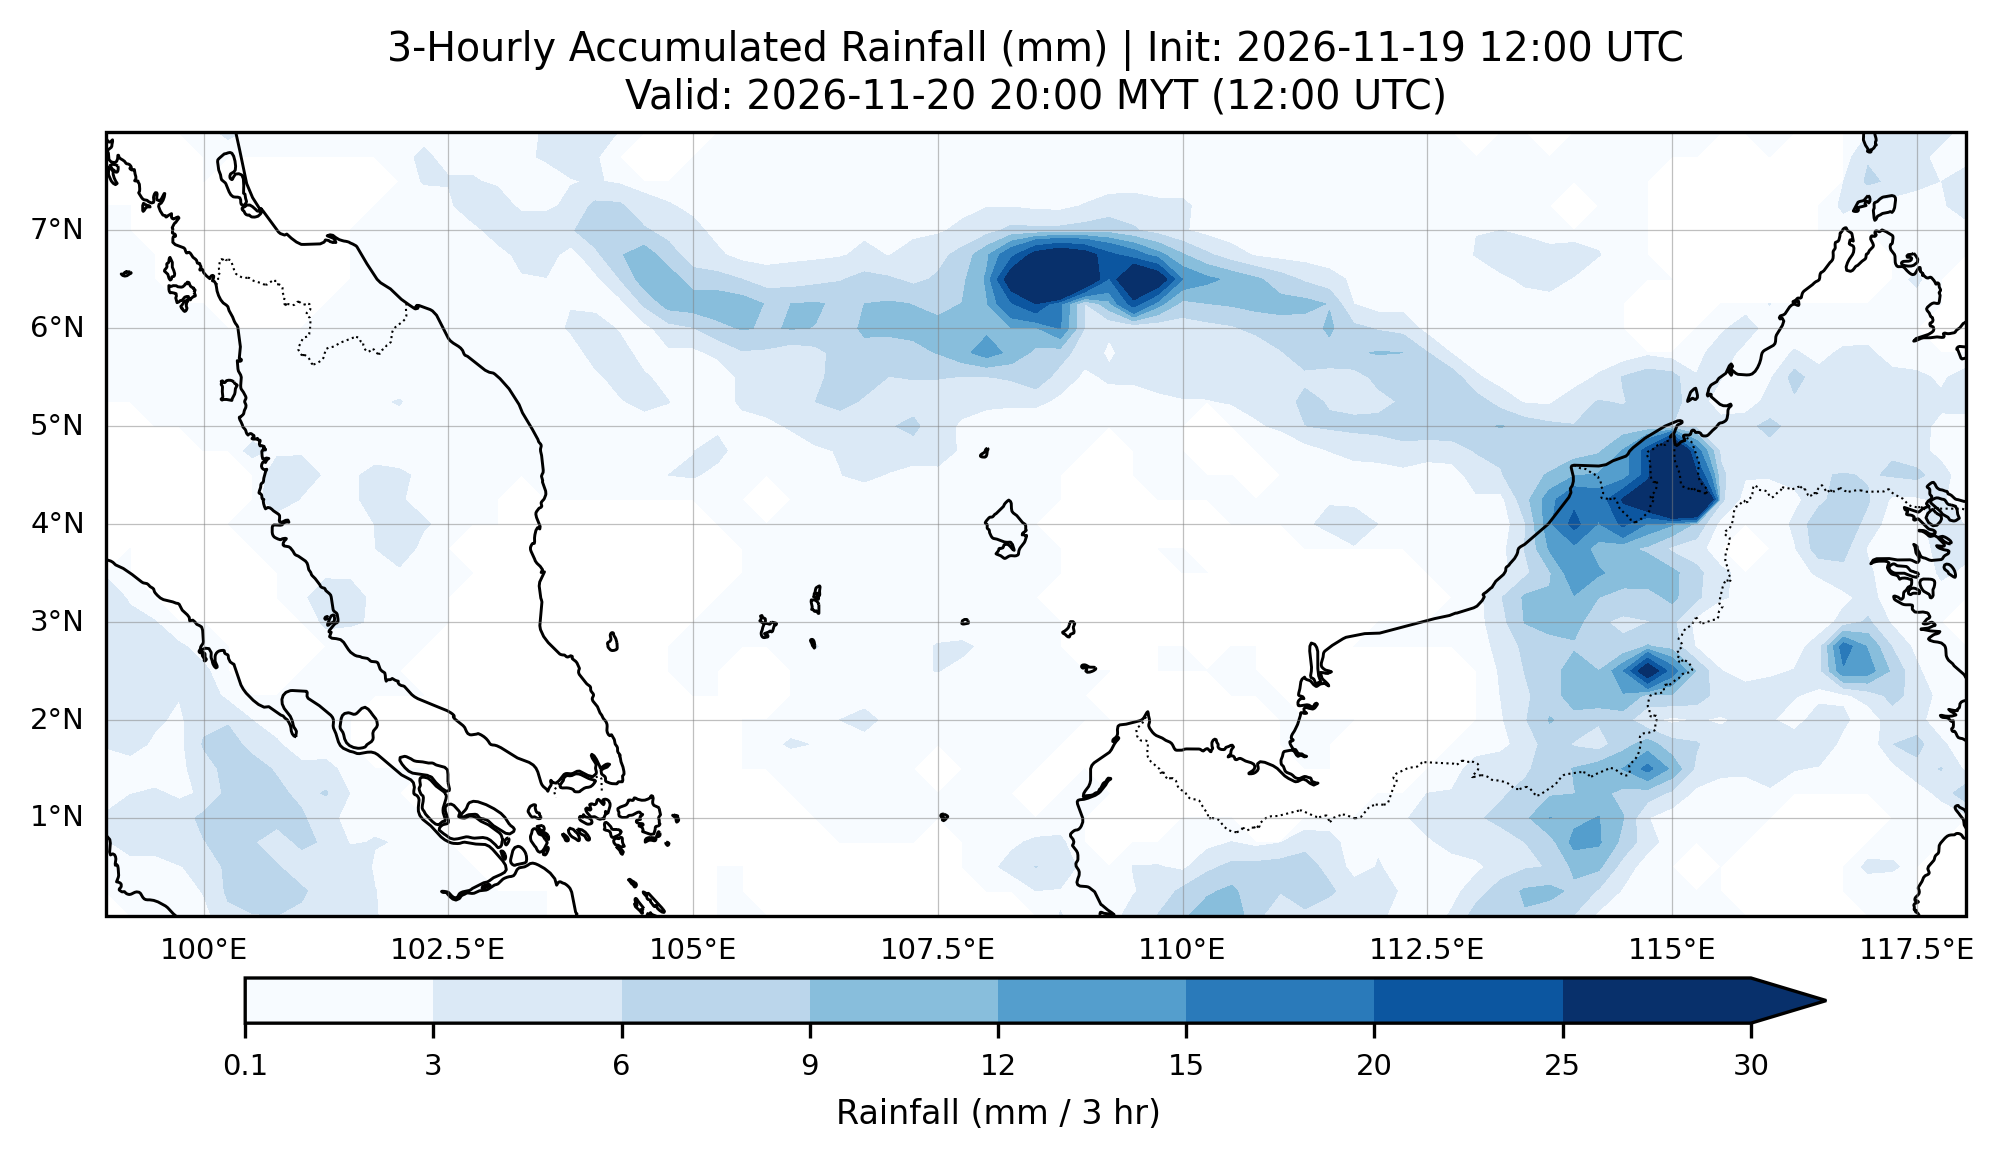 3-Hourly Accumulated Rainfall (mm) | Init: 2026-11-19 12:00 UTC
Valid: 2026-11-20 20:00 MYT (12:00 UTC)
7°N
6°N
5°N
4°N
3°N
2°N
1°N
100°E 102.5°E 105°E 107.5°E 110°E 112.5°E 115°E 117.5°E
0.1 3 6 9 12 15 20 25 30
Rainfall (mm / 3 hr)